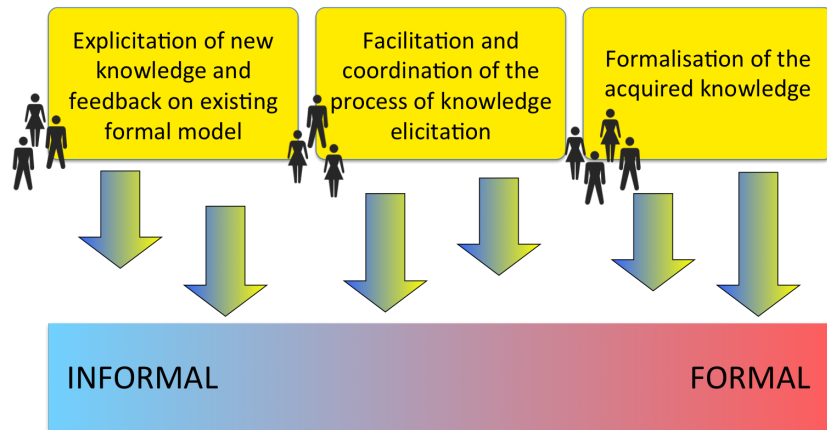 Explicitation of new
knowledge and
feedback on existing
formal model
Facilitation and
coordination of the
process of knowledge
elicitation
Formalisation of the
acquired knowledge
INFORMAL
FORMAL